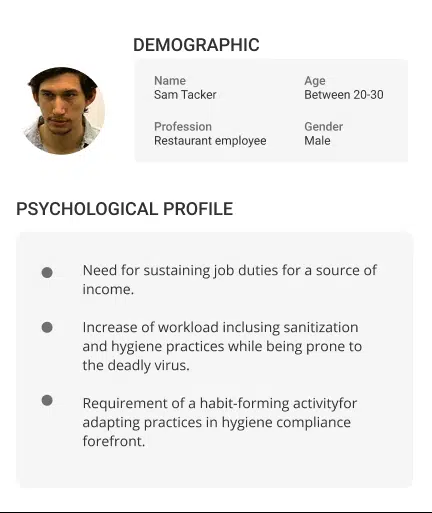 DEMOGRAPHIC
Name
Age
Sam Tacker
Between 20-30
Profession
Gender
Restaurant employee
Male
PSYCHOLOGICAL PROFILE
Need for sustaining job duties for a source of
income.
Increase of workload inclusing sanitization
and hygiene practices while being prone to
the deadly virus.
Requirement of a habit-forming activityfor
adapting practices in hygiene compliance
forefront.